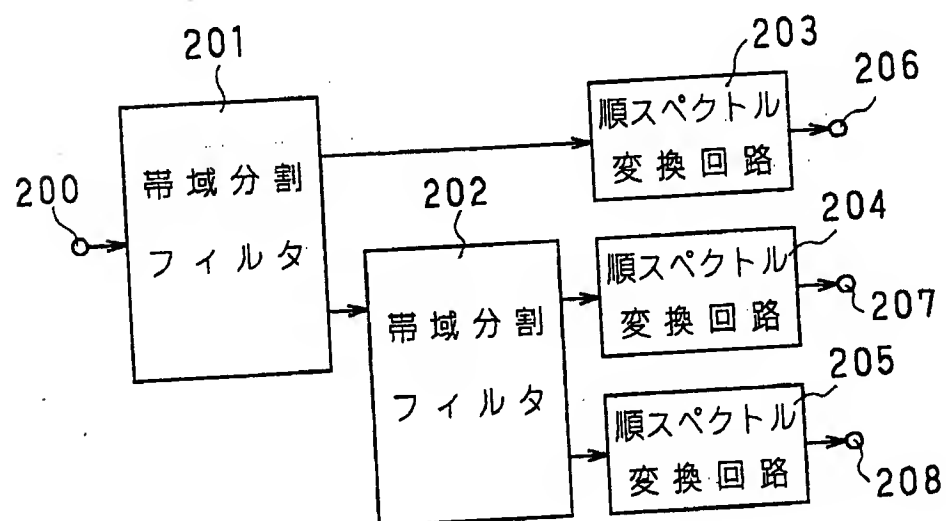 201
203
206
順スペクトル
変換回路
200
帯域分割
フィルタ
202
204
207
順スペクトル
変換回路
帯域分割
フィルタ
205
208
順スペクトル
変換回路